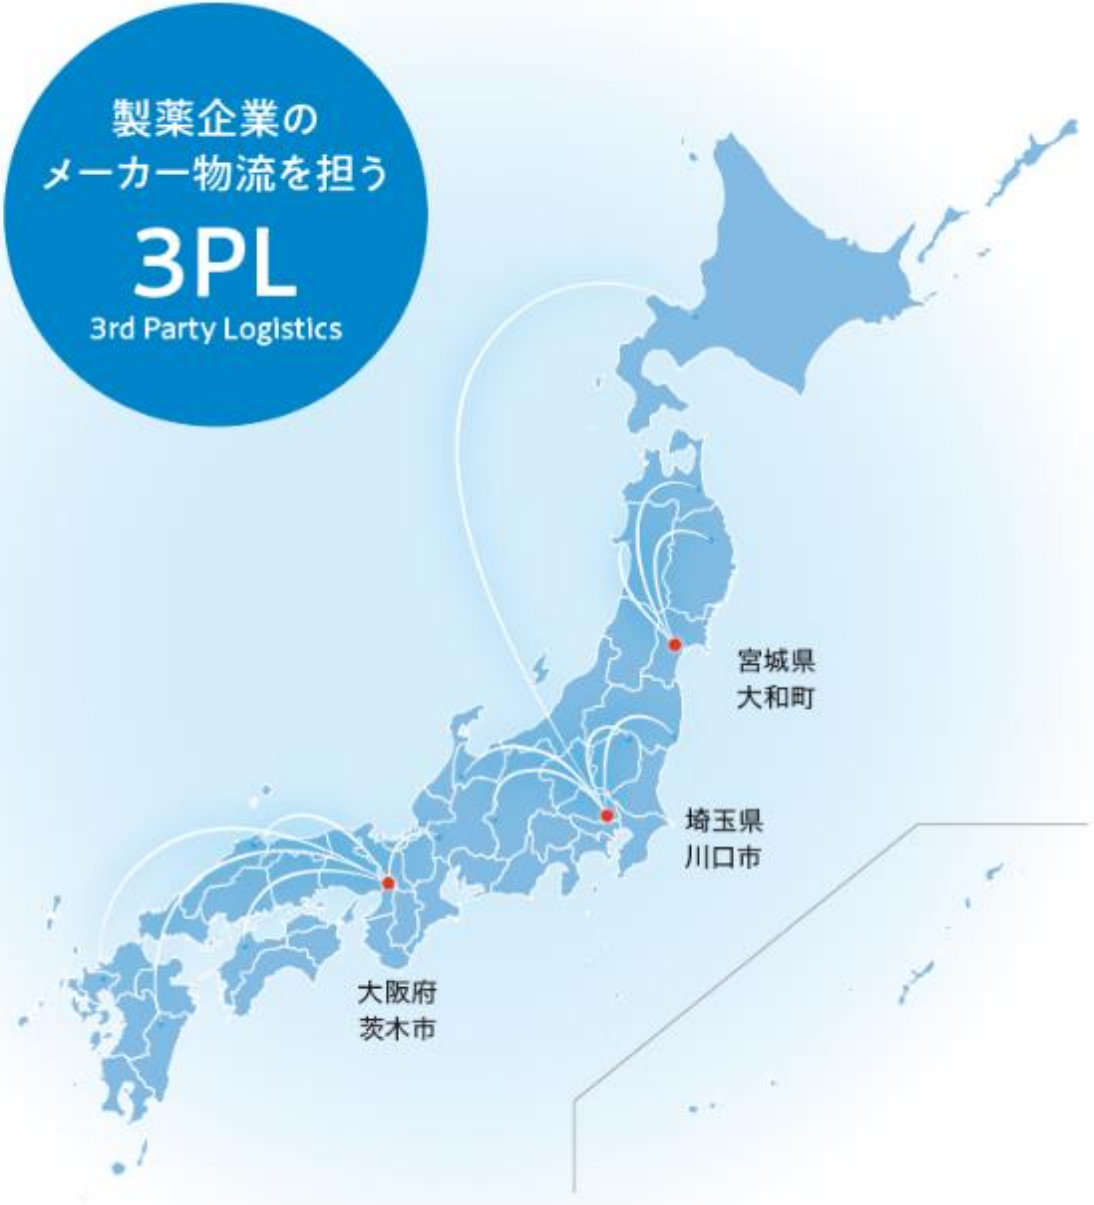 製薬企業の
メーカー物流を担う
3PL
3rd Party Logistics
宮城県
大和町
埼玉県
川口市
大阪府
茨木市